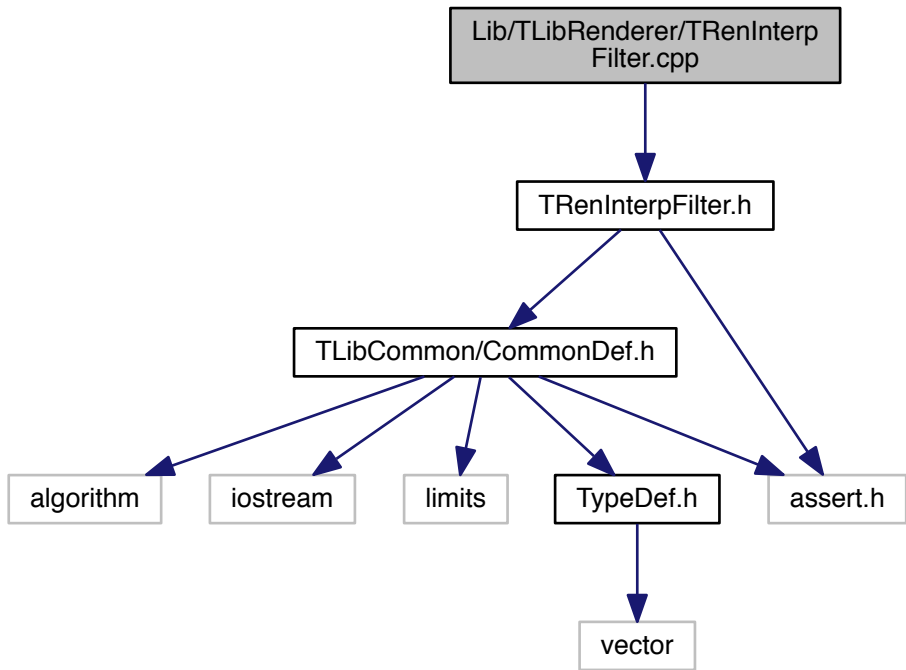 Lib/TLibRenderer/TRenInterp
Filter.cpp
TRenInterpFilter.h
TLibCommon/CommonDef.h
algorithm
iostream
limits
TypeDef.h
assert.h
vector